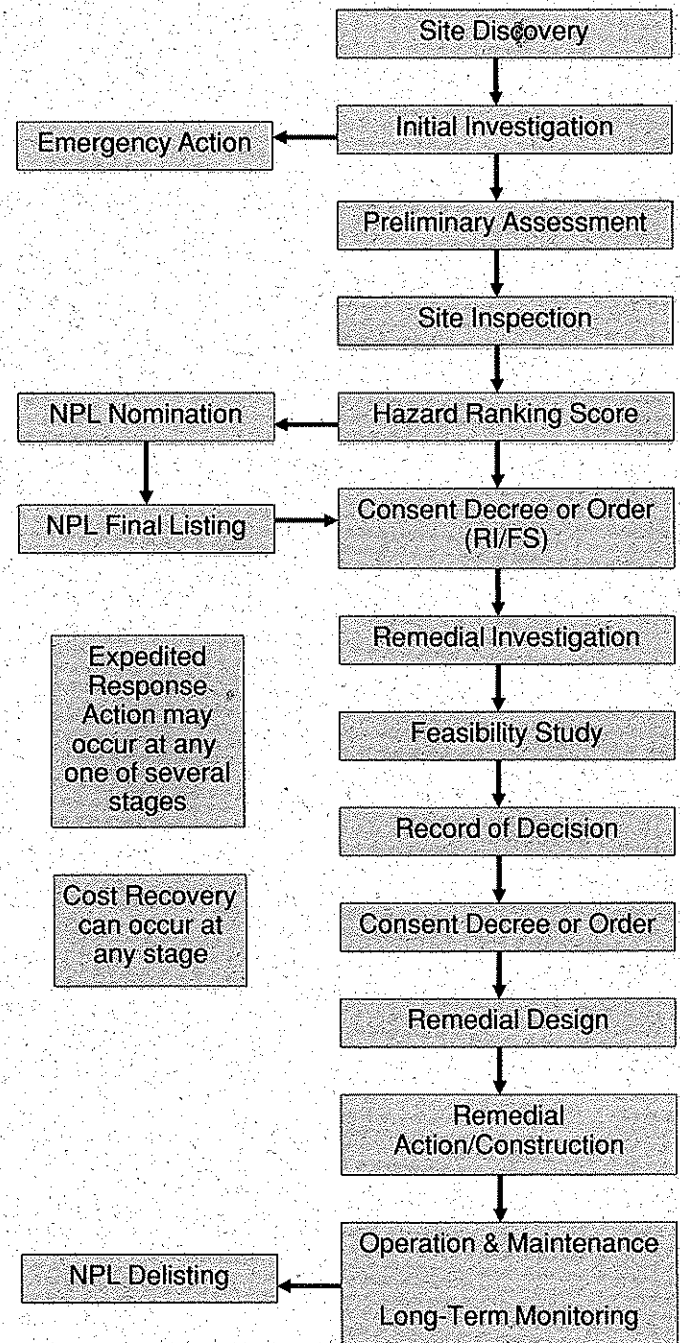 Site Discovery
Emergency Action
Initial Investigation
Preliminary Assessment
Site Inspection
NPL Nomination
Hazard Ranking Score
NPL Final Listing
Consent Decree or Order
(RI/FS)
Remedial Investigation
Expedited
Response
Action may
occur at any
one of several
stages
Feasibility Study
Record of Decision
Cost Recovery
can occur at
any stage
Consent Decree or Order
Remedial Design
Remedial
Action/Construction
Operation & Maintenance
NPL Delisting
Long-Term Monitoring